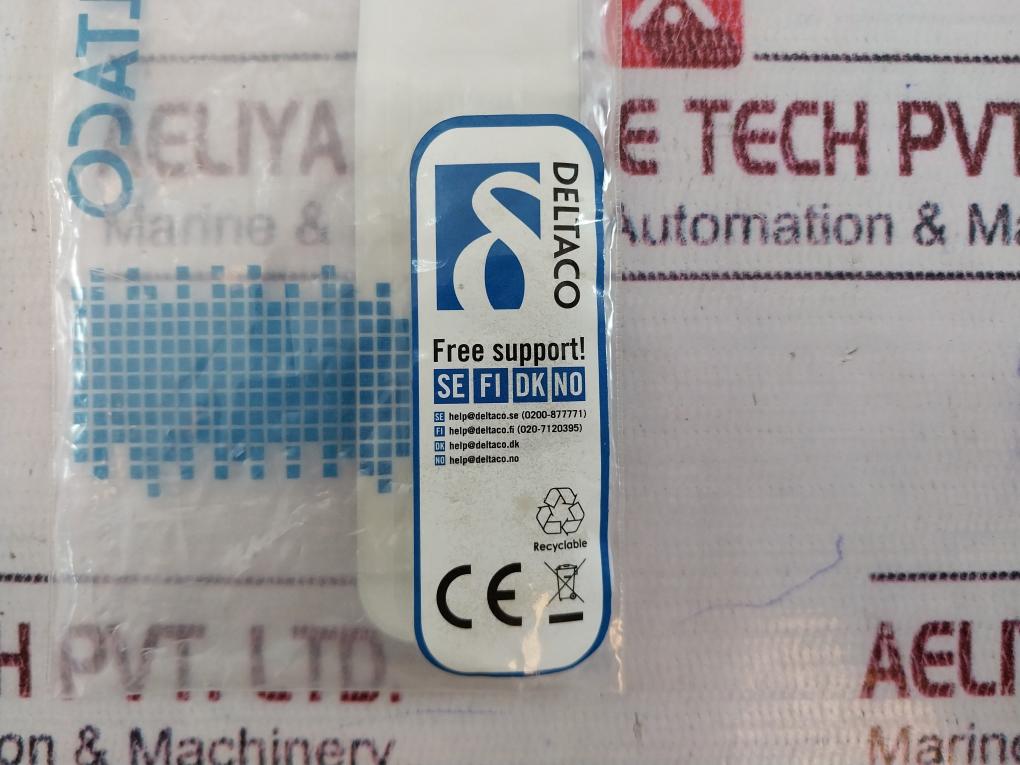 DELTACO
Free support!
SE FI DK NO
SE help@deltaco.se (0200-877771)
FI help@deltaco.fi (020-7120395)
DK help@deltaco.dk
NO help@deltaco.no
Recyclable
CE
TACO
AELIYA E TECH PVT
Marine & Automation & Ma
H PVT. LTD. AELI
on & Machinery Marine